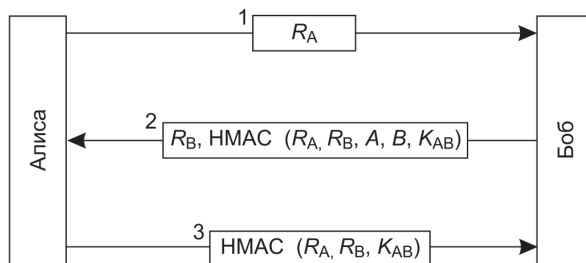 Алиса
1
R_A
2
R_B, HMAC (R_A, R_B, A, B, K_AB)
3
HMAC (R_A, R_B, K_AB)
Боб